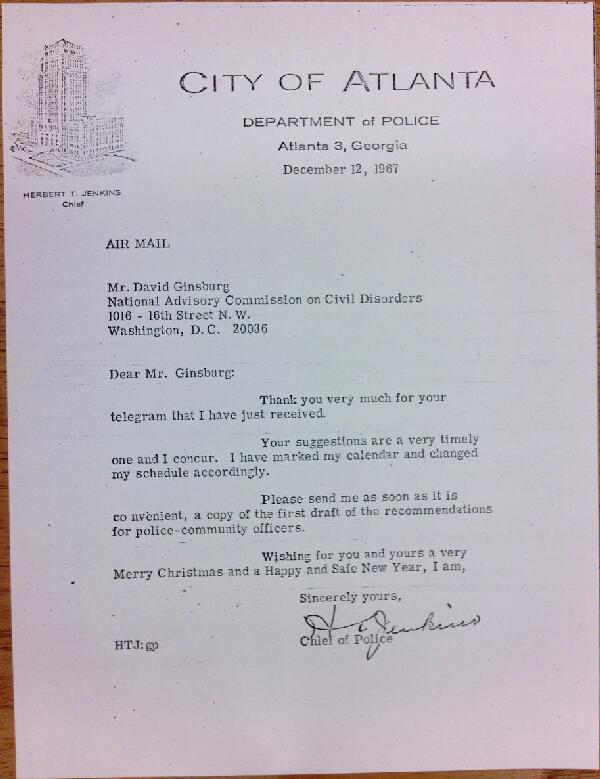 CITY OF ATLANTA
DEPARTMENT of POLICE
Atlanta 3, Georgia
December 12, 1967
HERBERT T. JENKINS
Chief
AIR MAIL
Mr. David Ginsburg
National Advisory Commission on Civil Disorders
1016 - 16th Street N. W.
Washington, D. C. 20036
Dear Mr. Ginsburg:
Thank you very much for your
telegram that I have just received.
Your suggestions are a very timely
one and I concur. I have marked my calendar and changed
my schedule accordingly.
Please send me as soon as it is
co nvenient, a copy of the first draft of the recommendations
for police-community officers.
Wishing for you and yours a very
Merry Christmas and a Happy and Safe New Year, I am,
Sincerely yours,
H T Jenkins
Chief of Police
HTJ:gp